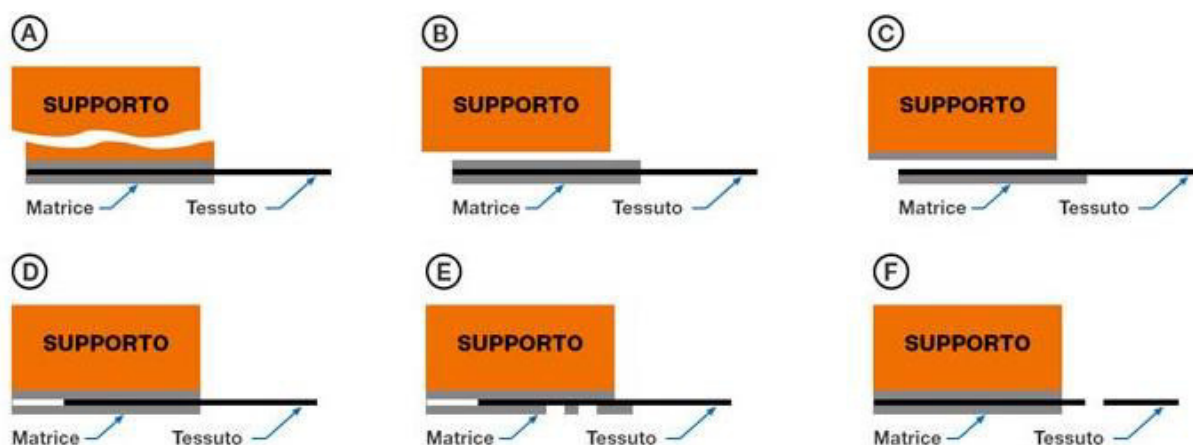 A
B
C
SUPPORTO
SUPPORTO
SUPPORTO
Matrice
Tessuto
Matrice
Tessuto
Matrice
Tessuto
D
E
F
SUPPORTO
SUPPORTO
SUPPORTO
Matrice
Tessuto
Matrice
Tessuto
Matrice
Tessuto